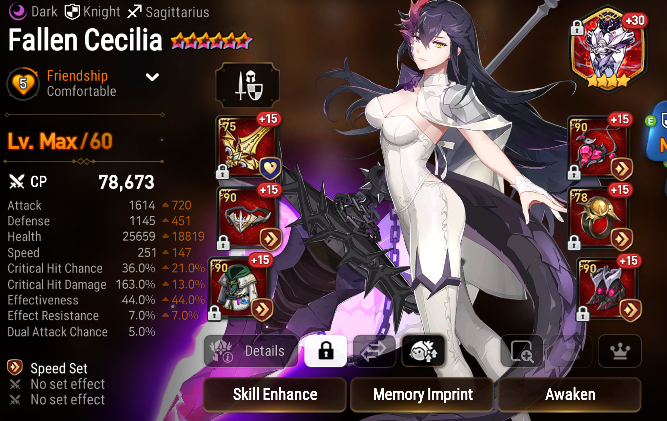 Dark Knight Sagittarius
Fallen Cecilia
+30
5 Friendship
Comfortable
Lv. Max/60
CP 78,673
Attack 1614 720
Defense 1145 451
Health 25659 18819
Speed 251 147
Critical Hit Chance 36.0% 21.0%
Critical Hit Damage 163.0% 13.0%
Effectiveness 44.0% 44.0%
Effect Resistance 7.0% 7.0%
Dual Attack Chance 5.0%
Speed Set
No set effect
No set effect
75 +15
90 +15
90 +15
90 +15
78 +15
90 +15
E
Details
Skill Enhance
Memory Imprint
Awaken